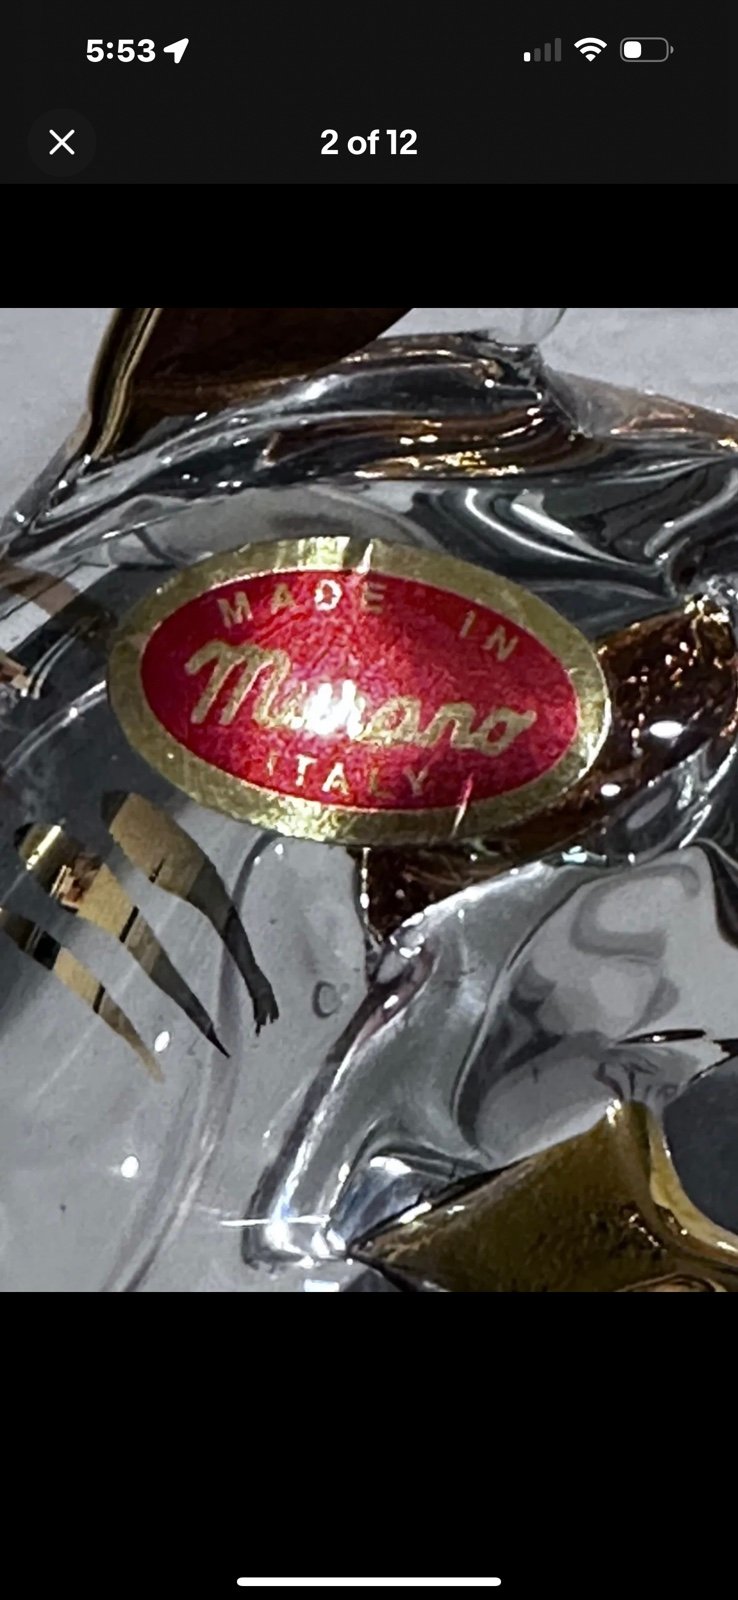 5:53
2 of 12
MADE IN
Murano
ITALY